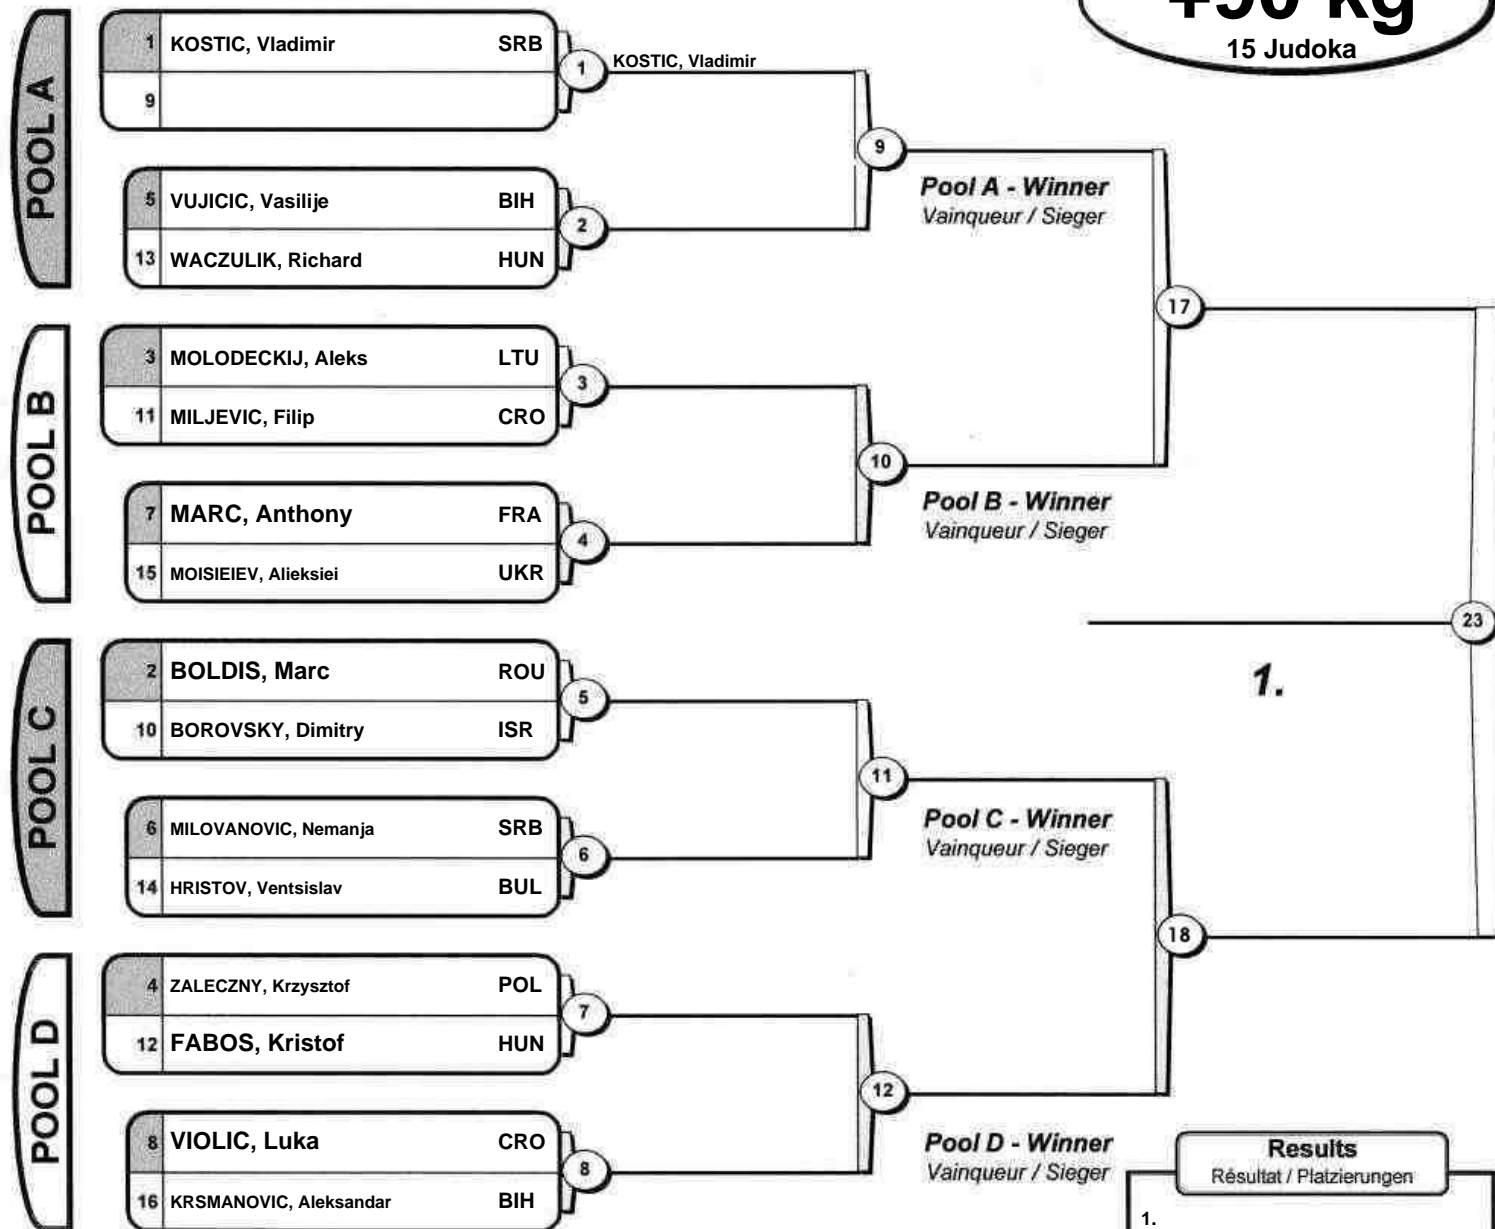 +90 kg
15 Judoka
POOL A
1 KOSTIC, Vladimir SRB
9
1 KOSTIC, Vladimir
5 VUJICIC, Vasilije BIH
13 WACZULIK, Richard HUN
2
9
Pool A - Winner
Vainqueur / Sieger
17
POOL B
3 MOLODECKIJ, Aleks LTU
11 MILJEVIC, Filip CRO
3
7 MARC, Anthony FRA
15 MOISIEIEV, Alieksiei UKR
4
10
Pool B - Winner
Vainqueur / Sieger
23
1.
POOL C
2 BOLDIS, Marc ROU
10 BOROVSKY, Dimitry ISR
5
6 MILOVANOVIC, Nemanja SRB
14 HRISTOV, Ventsislav BUL
6
11
Pool C - Winner
Vainqueur / Sieger
18
POOL D
4 ZALECZNY, Krzysztof POL
12 FABOS, Kristof HUN
7
8 VIOLIC, Luka CRO
16 KRSMANOVIC, Aleksandar BIH
8
12
Pool D - Winner
Vainqueur / Sieger
Results
Résultat / Platzierungen
1.